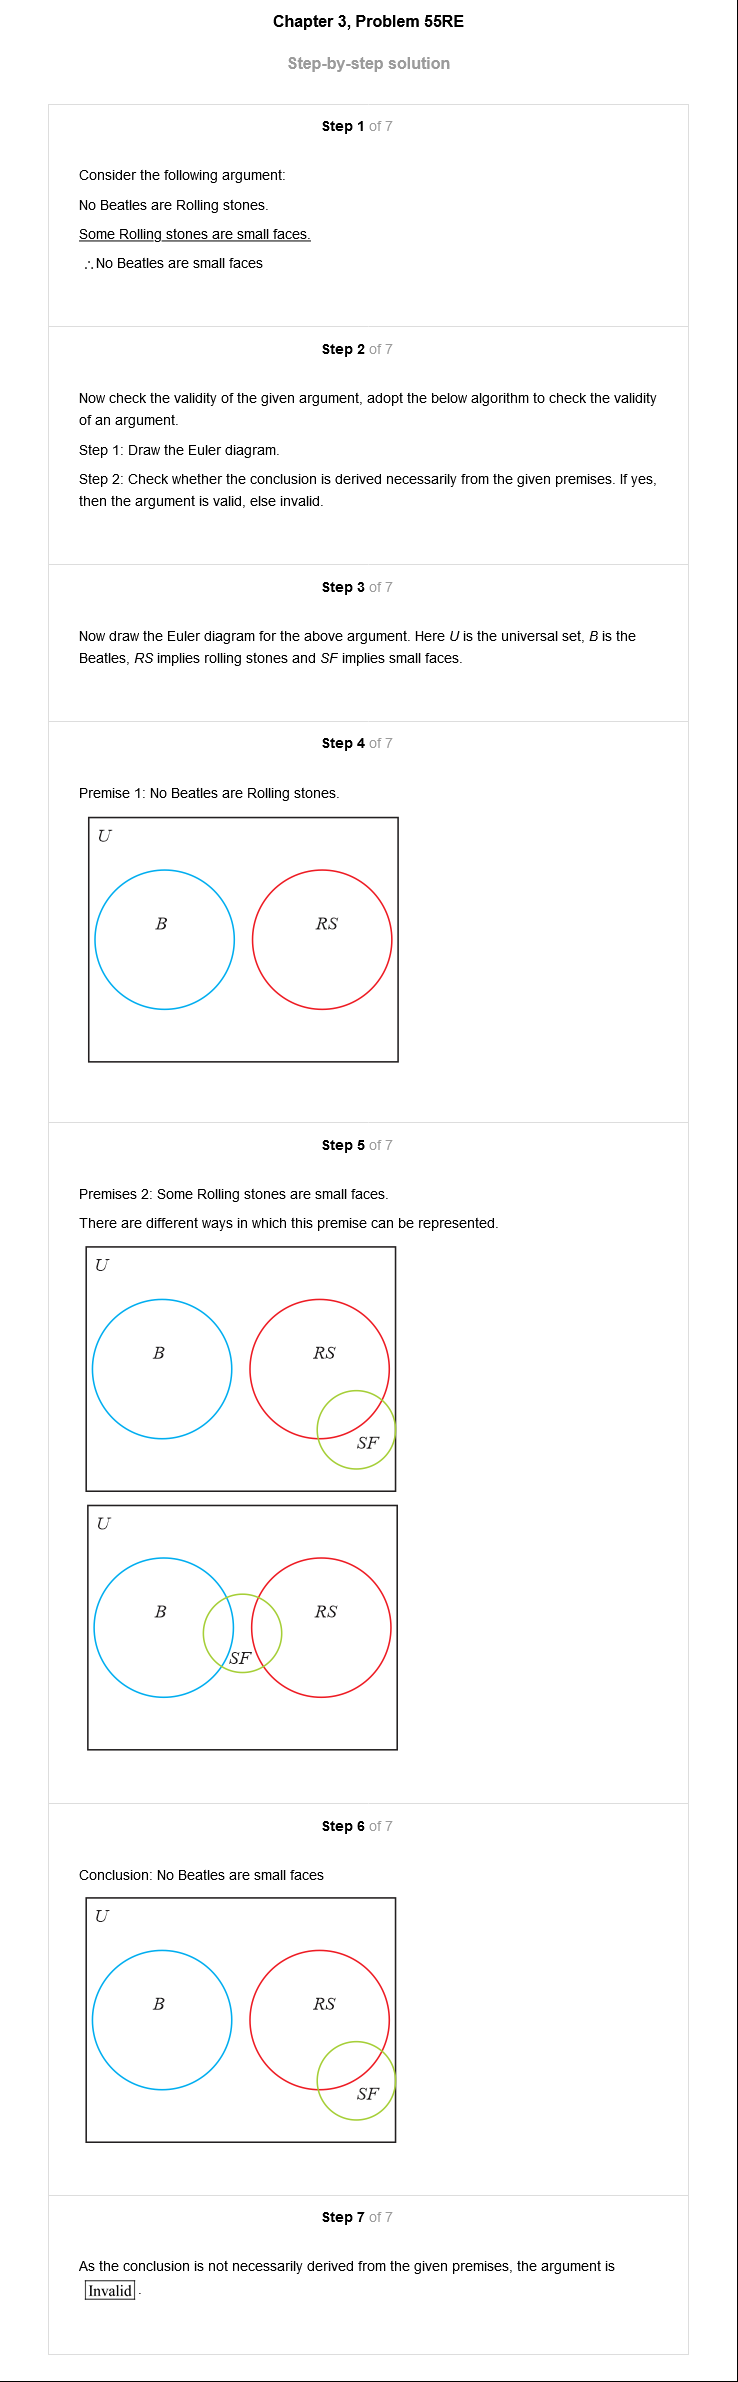 Chapter 3, Problem 55RE
Step-by-step solution
Step 1 of 7
Consider the following argument:
No Beatles are Rolling stones.
Some Rolling stones are small faces.
∴ No Beatles are small faces
Step 2 of 7
Now check the validity of the given argument, adopt the below algorithm to check the validity
of an argument.
Step 1: Draw the Euler diagram.
Step 2: Check whether the conclusion is derived necessarily from the given premises. If yes,
then the argument is valid, else invalid.
Step 3 of 7
Now draw the Euler diagram for the above argument. Here U is the universal set, B is the
Beatles, RS implies rolling stones and SF implies small faces.
Step 4 of 7
Premise 1: No Beatles are Rolling stones.
U
B RS
Step 5 of 7
Premises 2: Some Rolling stones are small faces.
There are different ways in which this premise can be represented.
U
B RS
SF
U
B RS
SF
Step 6 of 7
Conclusion: No Beatles are small faces
U
B RS
SF
Step 7 of 7
As the conclusion is not necessarily derived from the given premises, the argument is
Invalid.